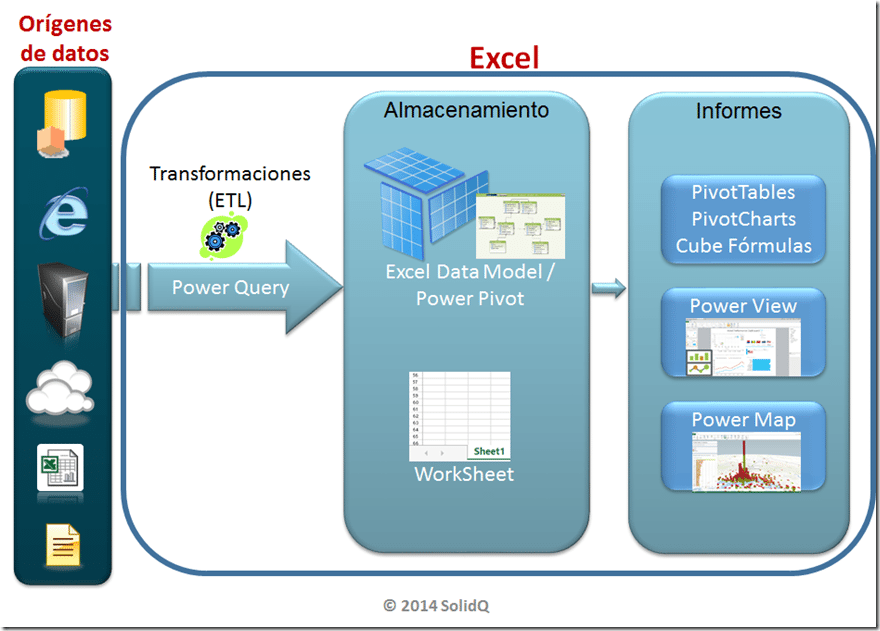 Orígenes
de datos
Excel
Transformaciones
(ETL)
Power Query
Almacenamiento
Excel Data Model /
Power Pivot
56
57
58
59
60
61
62
63
64
65
66
Sheet1
WorkSheet
Informes
PivotTables
PivotCharts
Cube Fórmulas
Power View
Power Map
© 2014 SolidQ